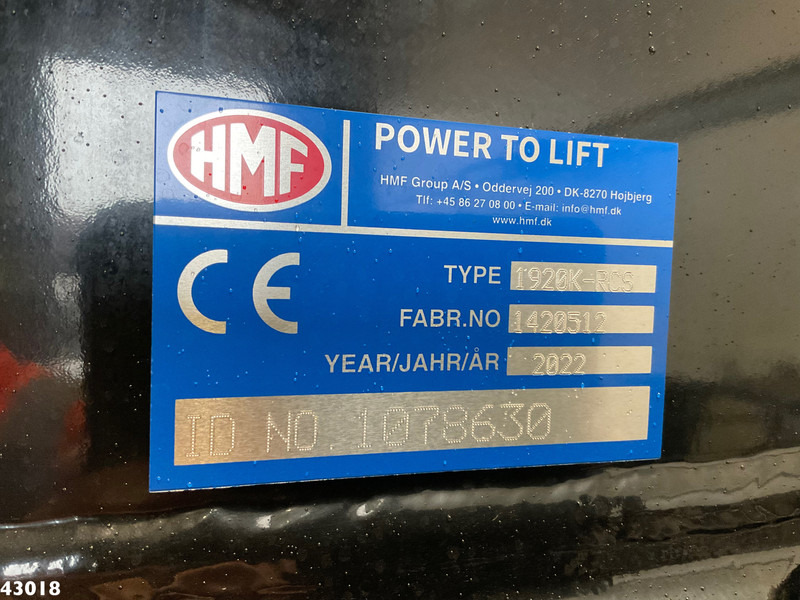 HMF
POWER TO LIFT
HMF Group A/S • Oddervej 200 • DK-8270 Hojbjerg
Tlf: +45 86 27 08 00 • E-mail: info@hmf.dk
www.hmf.dk
CE
TYPE 1920K-RCS
FABR.NO 1420512
YEAR/JAHR/ÅR 2022
ID NO. 1078630
43018